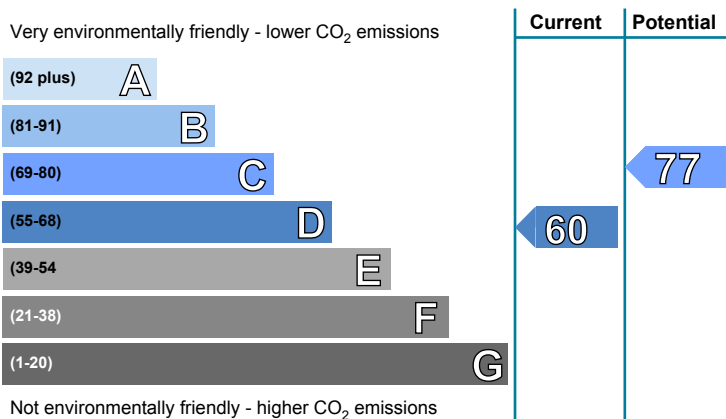 Current Potential
Very environmentally friendly - lower CO2 emissions
(92 plus) A
(81-91) B
(69-80) C 77
(55-68) D 60
(39-54 E
(21-38) F
(1-20) G
Not environmentally friendly - higher CO2 emissions